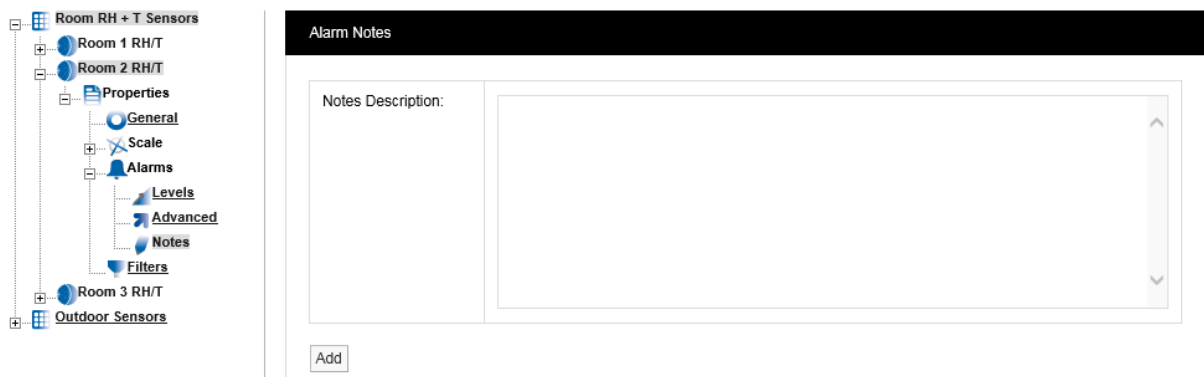 Room RH + T Sensors
Room 1 RH/T
Room 2 RH/T
Properties
General
Scale
Alarms
Levels
Advanced
Notes
Filters
Room 3 RH/T
Outdoor Sensors
Alarm Notes
Notes Description:
Add